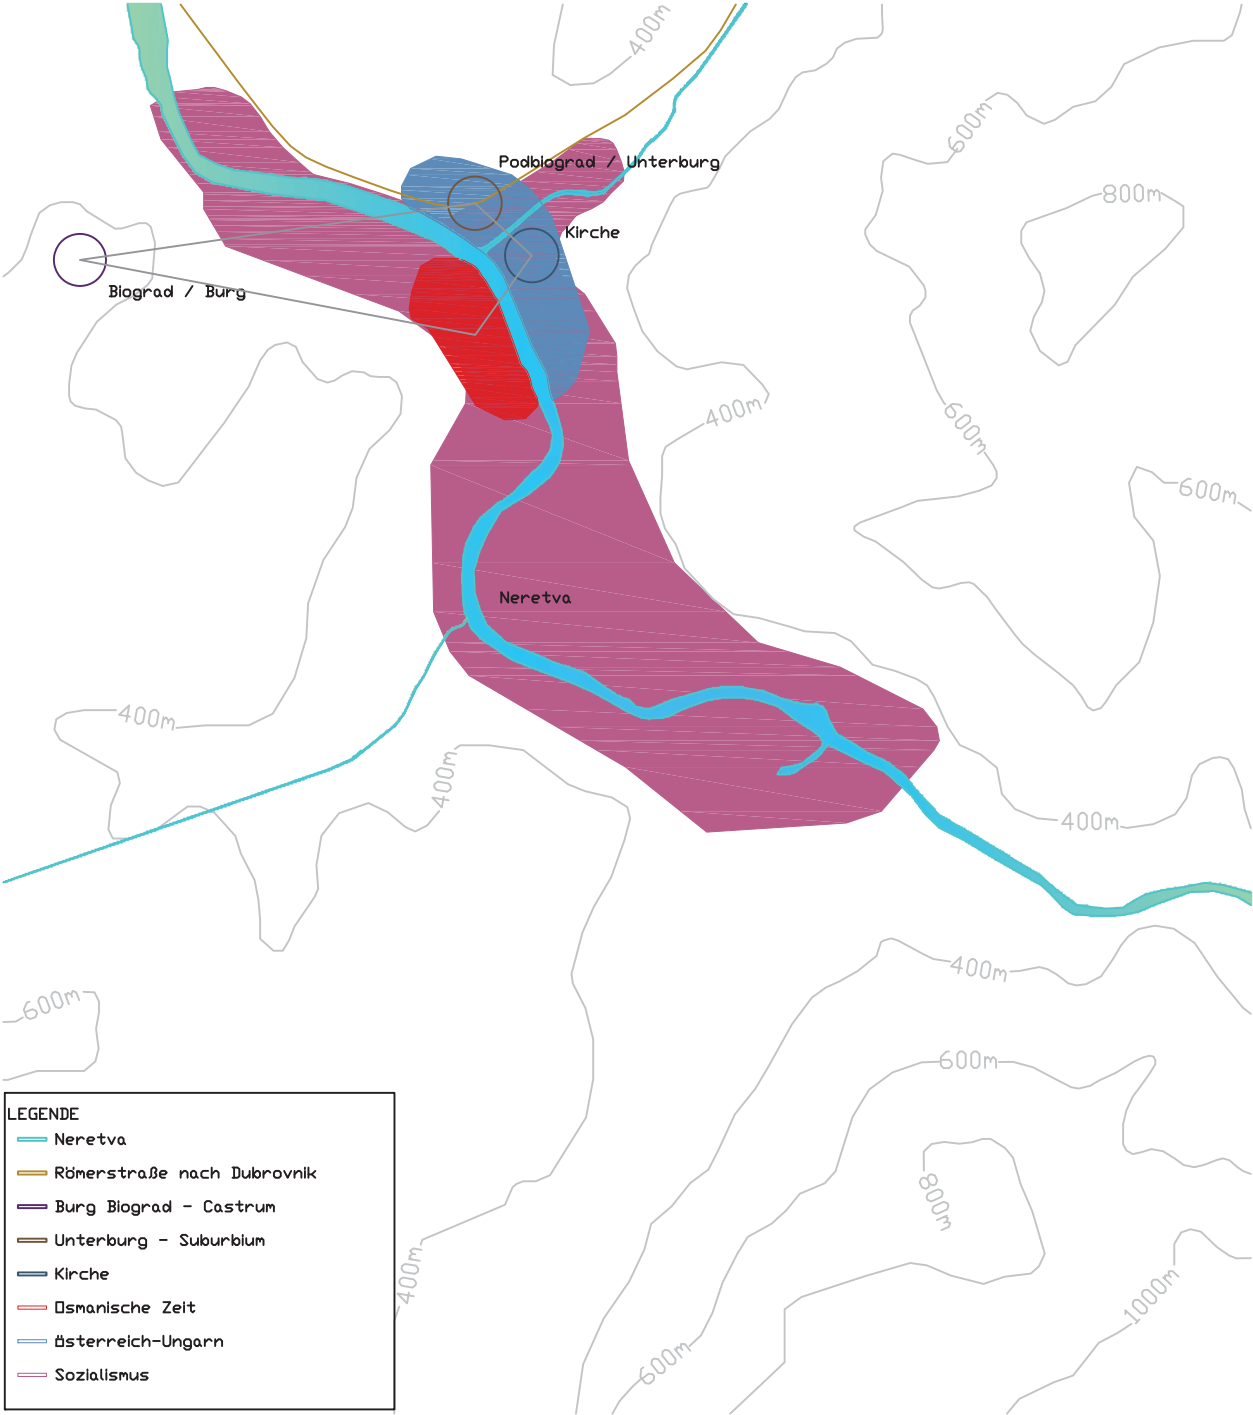 400m
600m
800m
Podbiograd / Unterburg
Kirche
Biograd / Burg
400m
600m
600m
Neretva
400m
400m
400m
400m
600m
600m
800m
400m
1000m
600m
LEGENDE
Neretva
Römerstraße nach Dubrovnik
Burg Biograd - Castrum
Unterburg - Suburbium
Kirche
Osmanische Zeit
Österreich-Ungarn
Sozialismus